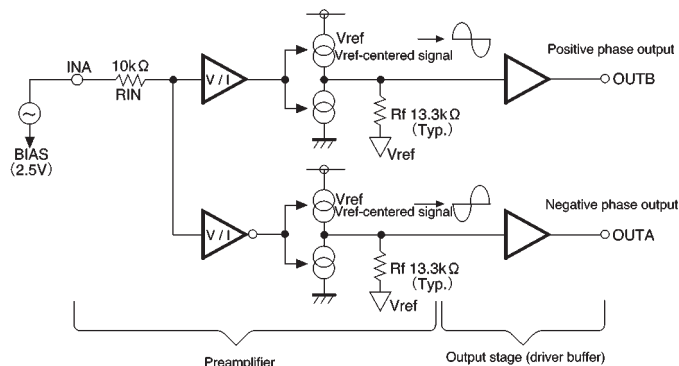 INA
10kΩ
RIN
BIAS
(2.5V)
V / I
Vref
Vref-centered signal
Rf 13.3kΩ
(Typ.)
Vref
Positive phase output
OUTB
V / I
Vref
Vref-centered signal
Rf 13.3kΩ
(Typ.)
Vref
Negative phase output
OUTA
Preamplifier
Output stage (driver buffer)